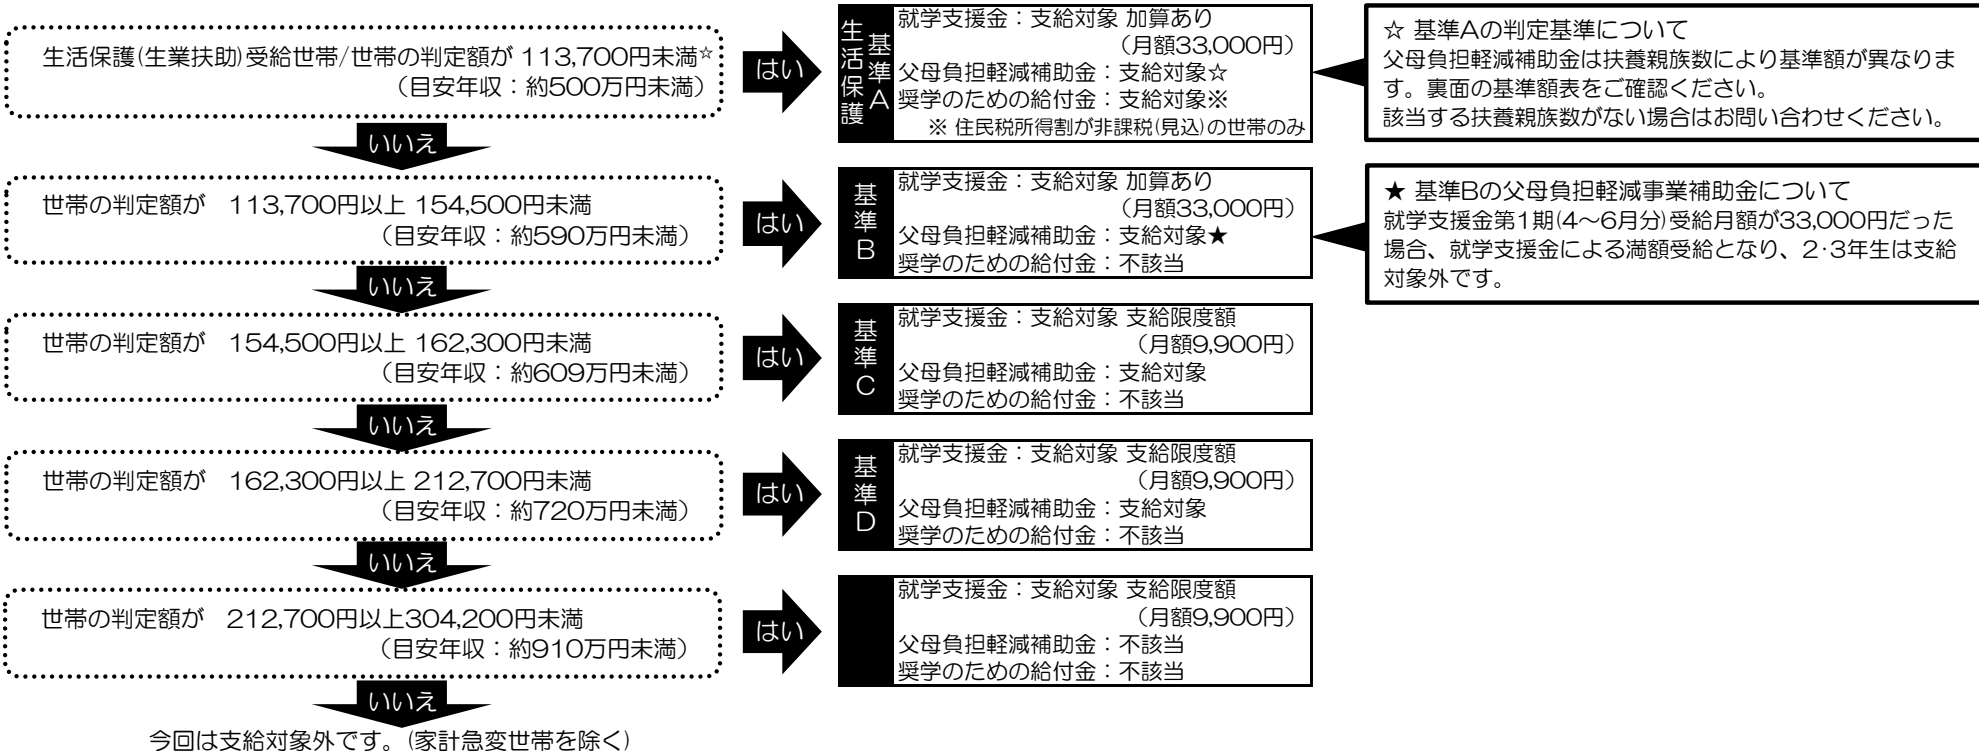 生活保護(生業扶助)受給世帯/世帯の判定額が 113,700円未満☆
（目安年収：約500万円未満）
はい
生活保護
基準A
就学支援金：支給対象 加算あり
（月額33,000円）
父母負担軽減補助金：支給対象☆
奨学のための給付金：支給対象※
※ 住民税所得割が非課税(見込)の世帯のみ
☆ 基準Aの判定基準について
父母負担軽減補助金は扶養親族数により基準額が異なりま
す。裏面の基準額表をご確認ください。
該当する扶養親族数がない場合はお問い合わせください。
いいえ
世帯の判定額が　113,700円以上 154,500円未満
（目安年収：約590万円未満）
はい
基準B
就学支援金：支給対象 加算あり
（月額33,000円）
父母負担軽減補助金：支給対象★
奨学のための給付金：不該当
★ 基準Bの父母負担軽減事業補助金について
就学支援金第1期(4～6月分)受給月額が33,000円だった
場合、就学支援金による満額受給となり、2･3年生は支給
対象外です。
いいえ
世帯の判定額が　154,500円以上 162,300円未満
（目安年収：約609万円未満）
はい
基準C
就学支援金：支給対象 支給限度額
（月額9,900円）
父母負担軽減補助金：支給対象
奨学のための給付金：不該当
いいえ
世帯の判定額が　162,300円以上 212,700円未満
（目安年収：約720万円未満）
はい
基準D
就学支援金：支給対象 支給限度額
（月額9,900円）
父母負担軽減補助金：支給対象
奨学のための給付金：不該当
いいえ
世帯の判定額が　212,700円以上304,200円未満
（目安年収：約910万円未満）
はい
就学支援金：支給対象 支給限度額
（月額9,900円）
父母負担軽減補助金：不該当
奨学のための給付金：不該当
いいえ
今回は支給対象外です。(家計急変世帯を除く)